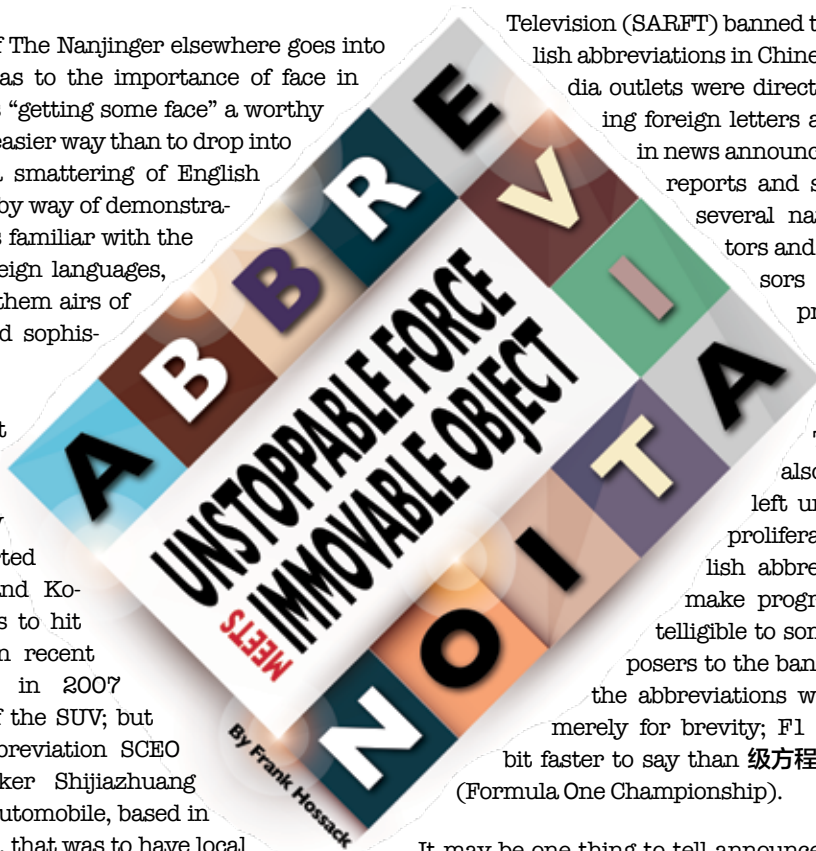 f The Nanjinger elsewhere goes into
as to the importance of face in
s “getting some face” a worthy
easier way than to drop into
smattering of English
by way of demonstra-
s familiar with the
eign languages,
them airs of
d sophis-
t
rted
nd Ko-
s to hit
n recent
in 2007
f the SUV; but
breviation SCEO
ker Shijiazhuang
utomobile, based in
, that was to have local
ABBREVIATION
UNSTOPPABLE FORCE
MEETS IMMOVABLE OBJECT
By Frank Hossack
Television (SARFT) banned t
lish abbreviations in Chine
dia outlets were direct
ing foreign letters a
in news announc
reports and s
several na
tors and
sors
pr
also
left un
prolifera
lish abbre
make progr
telligible to som
posers to the ban
the abbreviations w
merely for brevity; F1
bit faster to say than 级方程
(Formula One Championship).
It may be one thing to tell announce